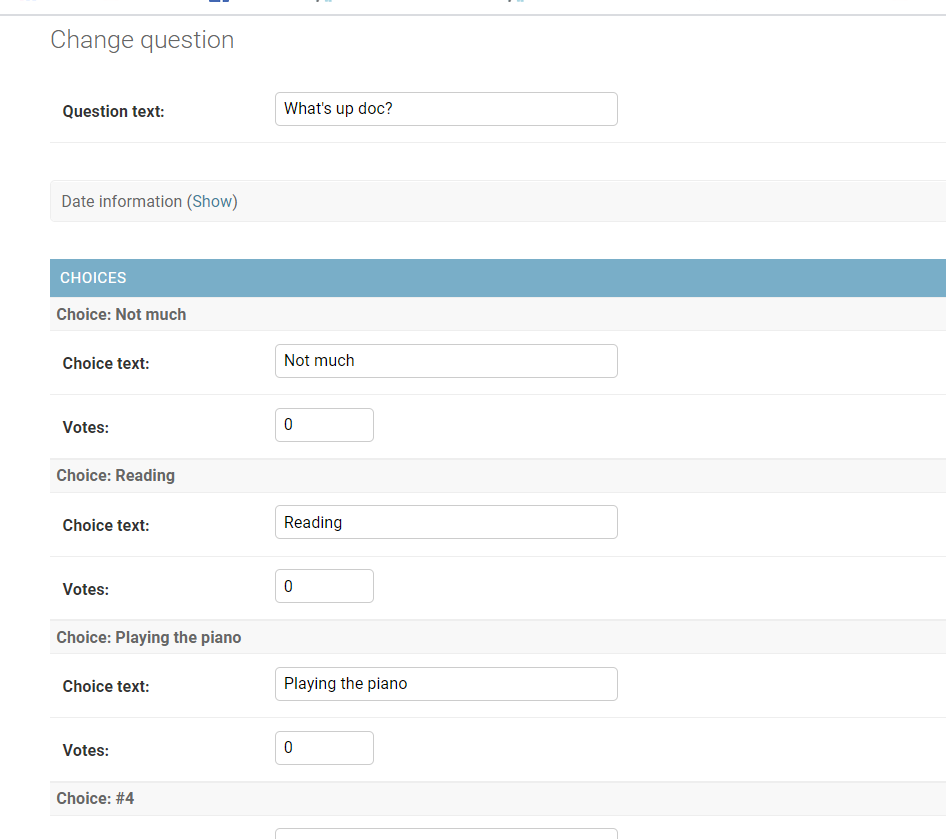 Change question
Question text: What's up doc?
Date information (Show)
CHOICES
Choice: Not much
Choice text: Not much
Votes: 0
Choice: Reading
Choice text: Reading
Votes: 0
Choice: Playing the piano
Choice text: Playing the piano
Votes: 0
Choice: #4